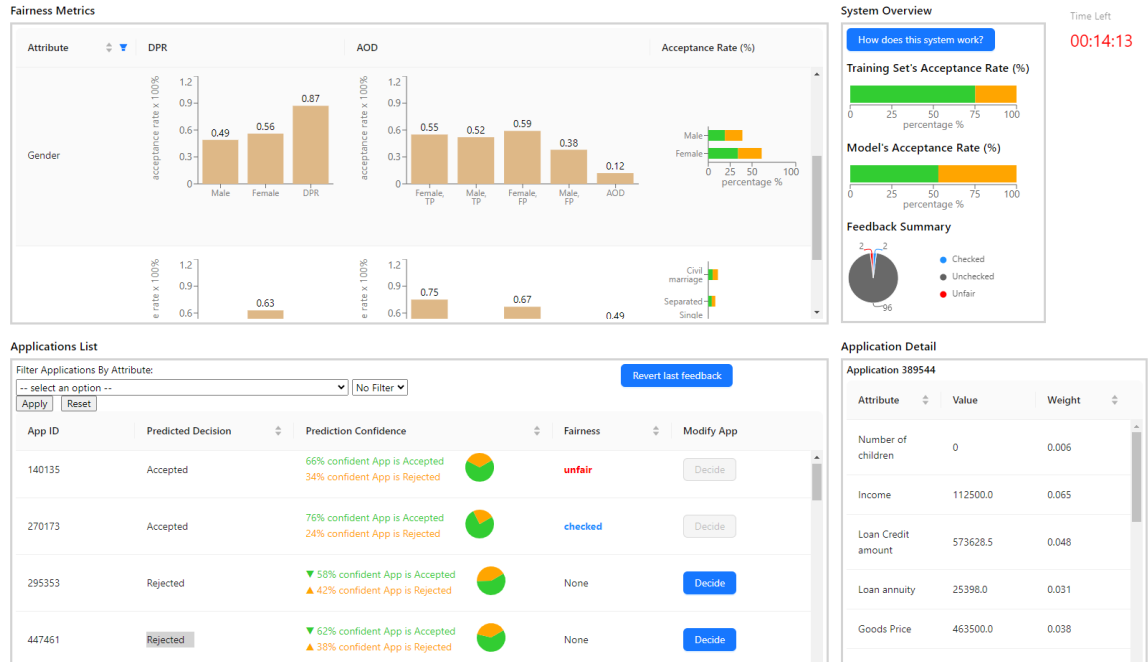 Fairness Metrics
Attribute DPR AOD Acceptance Rate (%)
Gender
acceptance rate x 100%
1.2
0.9
0.6
0.3
0
0.49 0.56 0.87
Male Female DPR
acceptance rate x 100%
1.2
0.9
0.6
0.3
0
0.55 0.52 0.59 0.38 0.12
Female, TP Male, TP Female, FP Male, FP AOD
Male
Female
0 25 50 100
percentage %
e rate x 100%
1.2
0.9
0.6
0.63
e rate x 100%
1.2
0.9
0.6
0.75 0.67 0.49
Civil
marriage
Separated
Single
System Overview
How does this system work?
Training Set's Acceptance Rate (%)
0 25 50 75 100
percentage %
Model's Acceptance Rate (%)
0 25 50 75 100
percentage %
Feedback Summary
2 2
96
Checked
Unchecked
Unfair
Time Left
00:14:13
Applications List
Filter Applications By Attribute:
-- select an option -- No Filter
Apply Reset
Revert last feedback
App ID Predicted Decision Prediction Confidence Fairness Modify App
140135 Accepted 66% confident App is Accepted unfair Decide
34% confident App is Rejected
270173 Accepted 76% confident App is Accepted checked Decide
24% confident App is Rejected
295353 Rejected ▼ 58% confident App is Accepted None Decide
▲ 42% confident App is Rejected
447461 Rejected ▼ 62% confident App is Accepted None Decide
▲ 38% confident App is Rejected
Application Detail
Application 389544
Attribute Value Weight
Number of
children 0 0.006
Income 112500.0 0.065
Loan Credit
amount 573628.5 0.048
Loan annuity 25398.0 0.031
Goods Price 463500.0 0.038